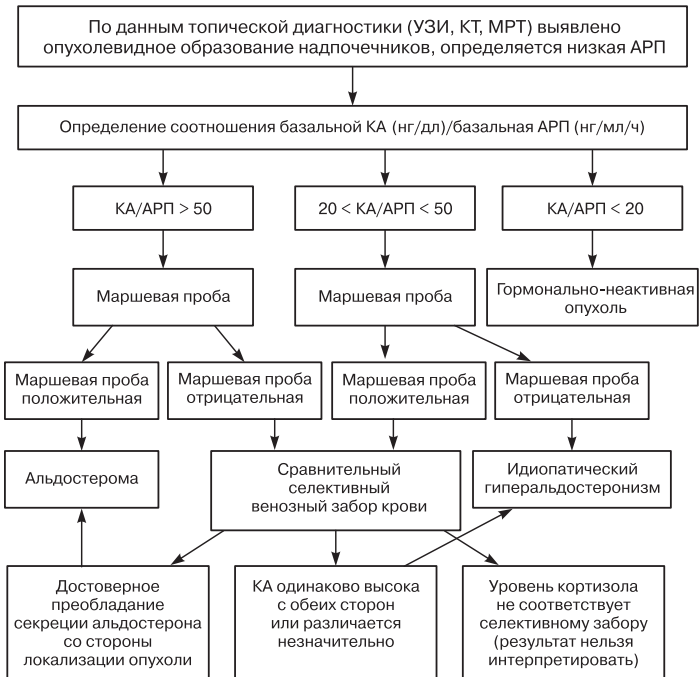 По данным топической диагностики (УЗИ, КТ, МРТ) выявлено
опухолевидное образование надпочечников, определяется низкая АРП
Определение соотношения базальной КА (нг/дл)/базальная АРП (нг/мл/ч)
КА/АРП > 50
20 < КА/АРП < 50
КА/АРП < 20
Маршевая проба
Маршевая проба
Гормонально-неактивная
опухоль
Маршевая проба
положительная
Маршевая проба
отрицательная
Маршевая проба
положительная
Маршевая проба
отрицательная
Альдостерома
Сравнительный
селективный
венозный забор крови
Идиопатический
гиперальдостеронизм
Достоверное
преобладание
секреции альдостерона
со стороны
локализации опухоли
КА одинаково высока
с обеих сторон
или различается
незначительно
Уровень кортизола
не соответствует
селективному забору
(результат нельзя
интерпретировать)